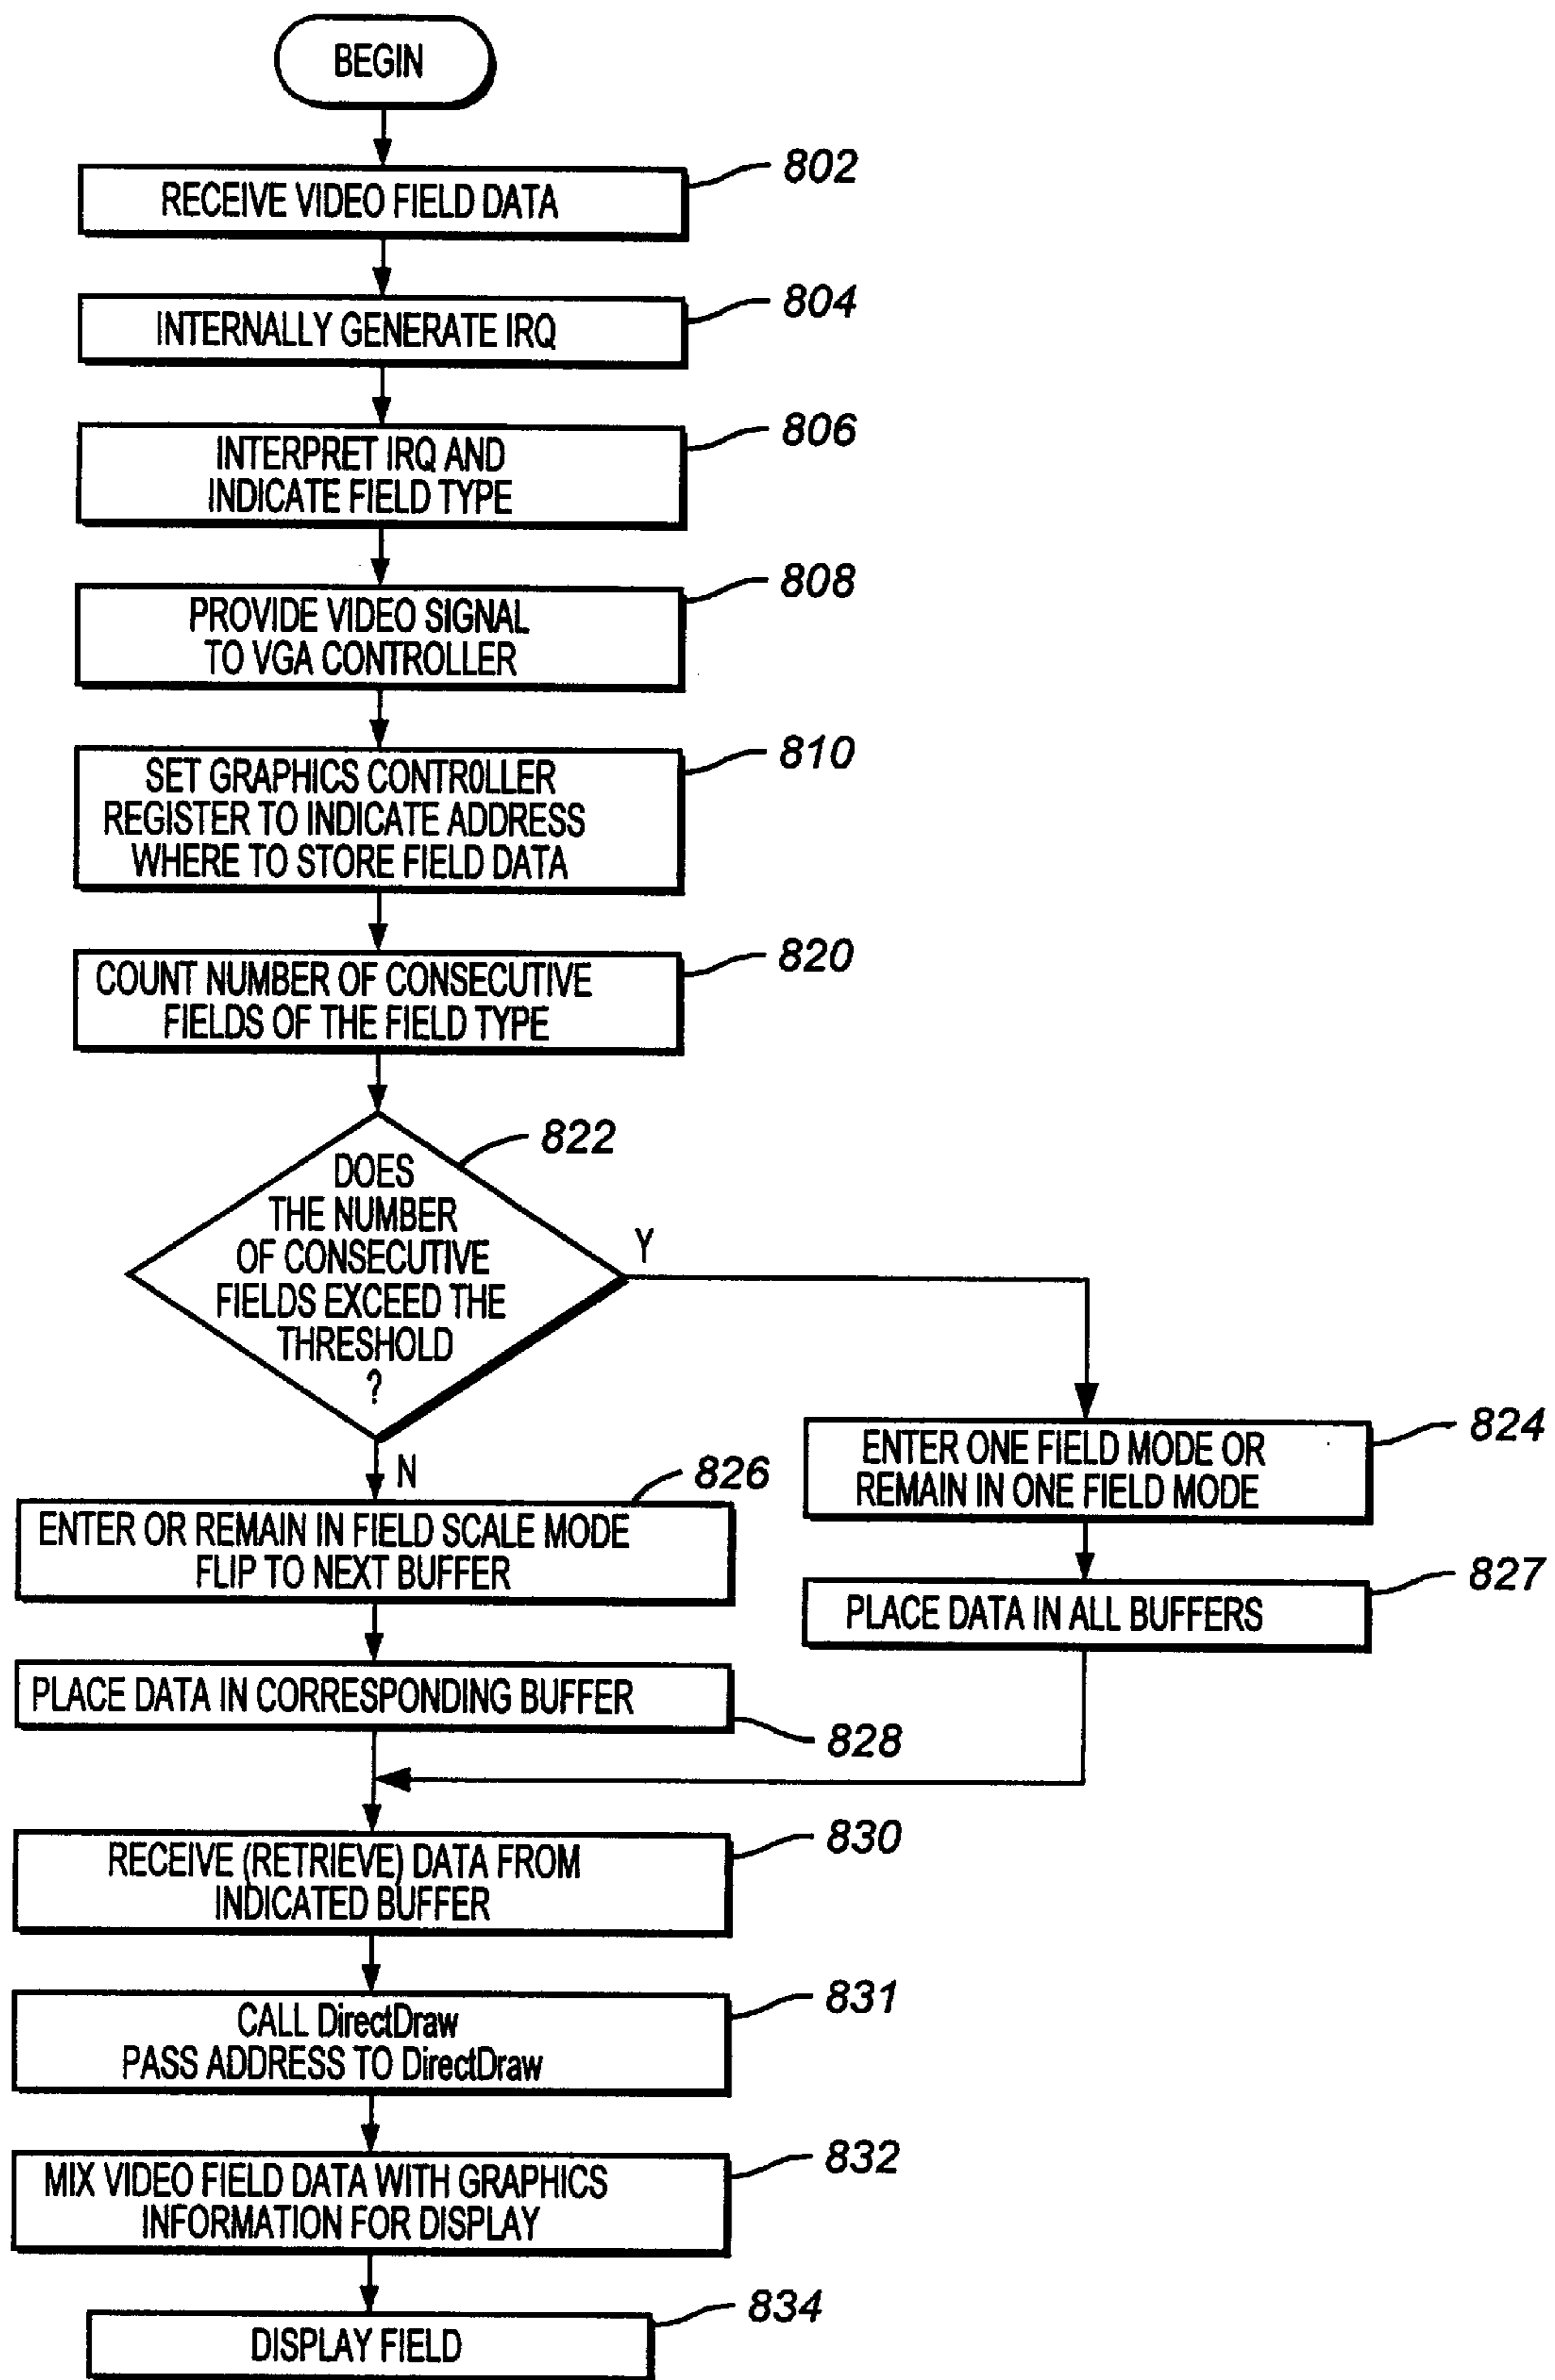 BEGIN
802
RECEIVE VIDEO FIELD DATA
804
INTERNALLY GENERATE IRQ
806
INTERPRET IRQ AND
INDICATE FIELD TYPE
808
PROVIDE VIDEO SIGNAL
TO VGA CONTROLLER
810
SET GRAPHICS CONTROLLER
REGISTER TO INDICATE ADDRESS
WHERE TO STORE FIELD DATA
820
COUNT NUMBER OF CONSECUTIVE
FIELDS OF THE FIELD TYPE
822
DOES
THE NUMBER
OF CONSECUTIVE
FIELDS EXCEED THE
THRESHOLD
?
Y
N
824
ENTER ONE FIELD MODE OR
REMAIN IN ONE FIELD MODE
826
ENTER OR REMAIN IN FIELD SCALE MODE
FLIP TO NEXT BUFFER
827
PLACE DATA IN ALL BUFFERS
PLACE DATA IN CORRESPONDING BUFFER
828
830
RECEIVE (RETRIEVE) DATA FROM
INDICATED BUFFER
831
CALL DirectDraw
PASS ADDRESS TO DirectDraw
832
MIX VIDEO FIELD DATA WITH GRAPHICS
INFORMATION FOR DISPLAY
834
DISPLAY FIELD